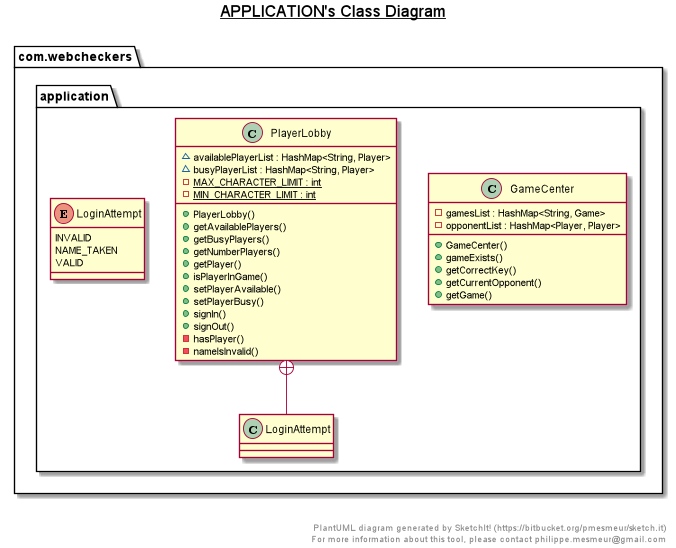 APPLICATION's Class Diagram
com.webcheckers
application
C PlayerLobby
availablePlayerList : HashMap<String, Player>
busyPlayerList : HashMap<String, Player>
MAX_CHARACTER_LIMIT : int
MIN_CHARACTER_LIMIT : int
PlayerLobby()
getAvailablePlayers()
getBusyPlayers()
getNumberPlayers()
getPlayer()
isPlayerInGame()
setPlayerAvailable()
setPlayerBusy()
signIn()
signOut()
hasPlayer()
nameIsInvalid()
E LoginAttempt
INVALID
NAME_TAKEN
VALID
C GameCenter
gamesList : HashMap<String, Game>
opponentList : HashMap<Player, Player>
GameCenter()
gameExists()
getCorrectKey()
getCurrentOpponent()
getGame()
C LoginAttempt
PlantUML diagram generated by SketchIt! (https://bitbucket.org/pmesmeur/sketch.it)
For more information about this tool, please contact philippe.mesmeur@gmail.com